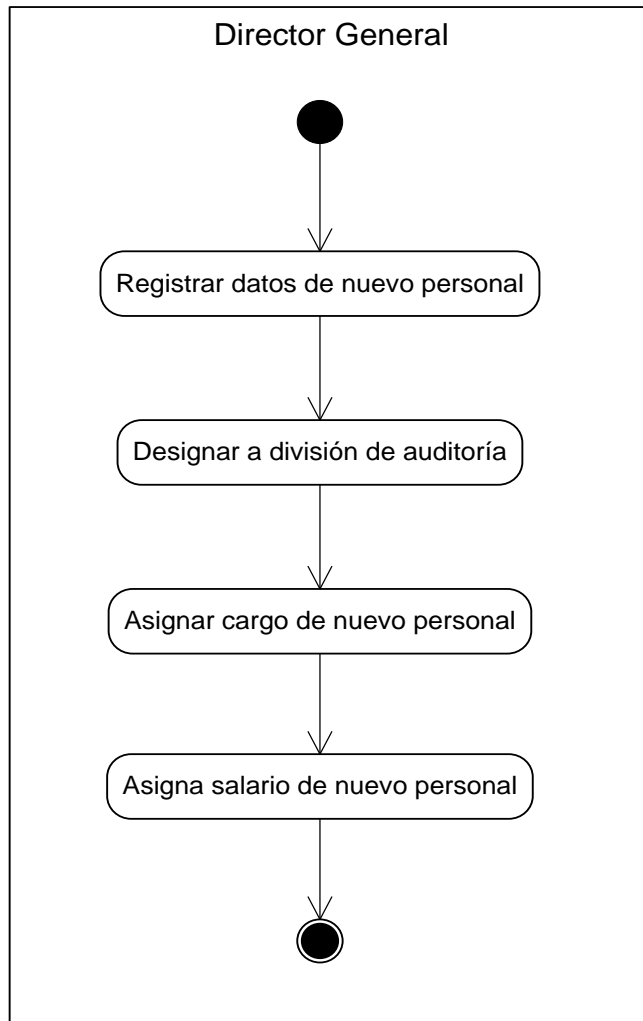 Director General
Registrar datos de nuevo personal
Designar a división de auditoría
Asignar cargo de nuevo personal
Asigna salario de nuevo personal